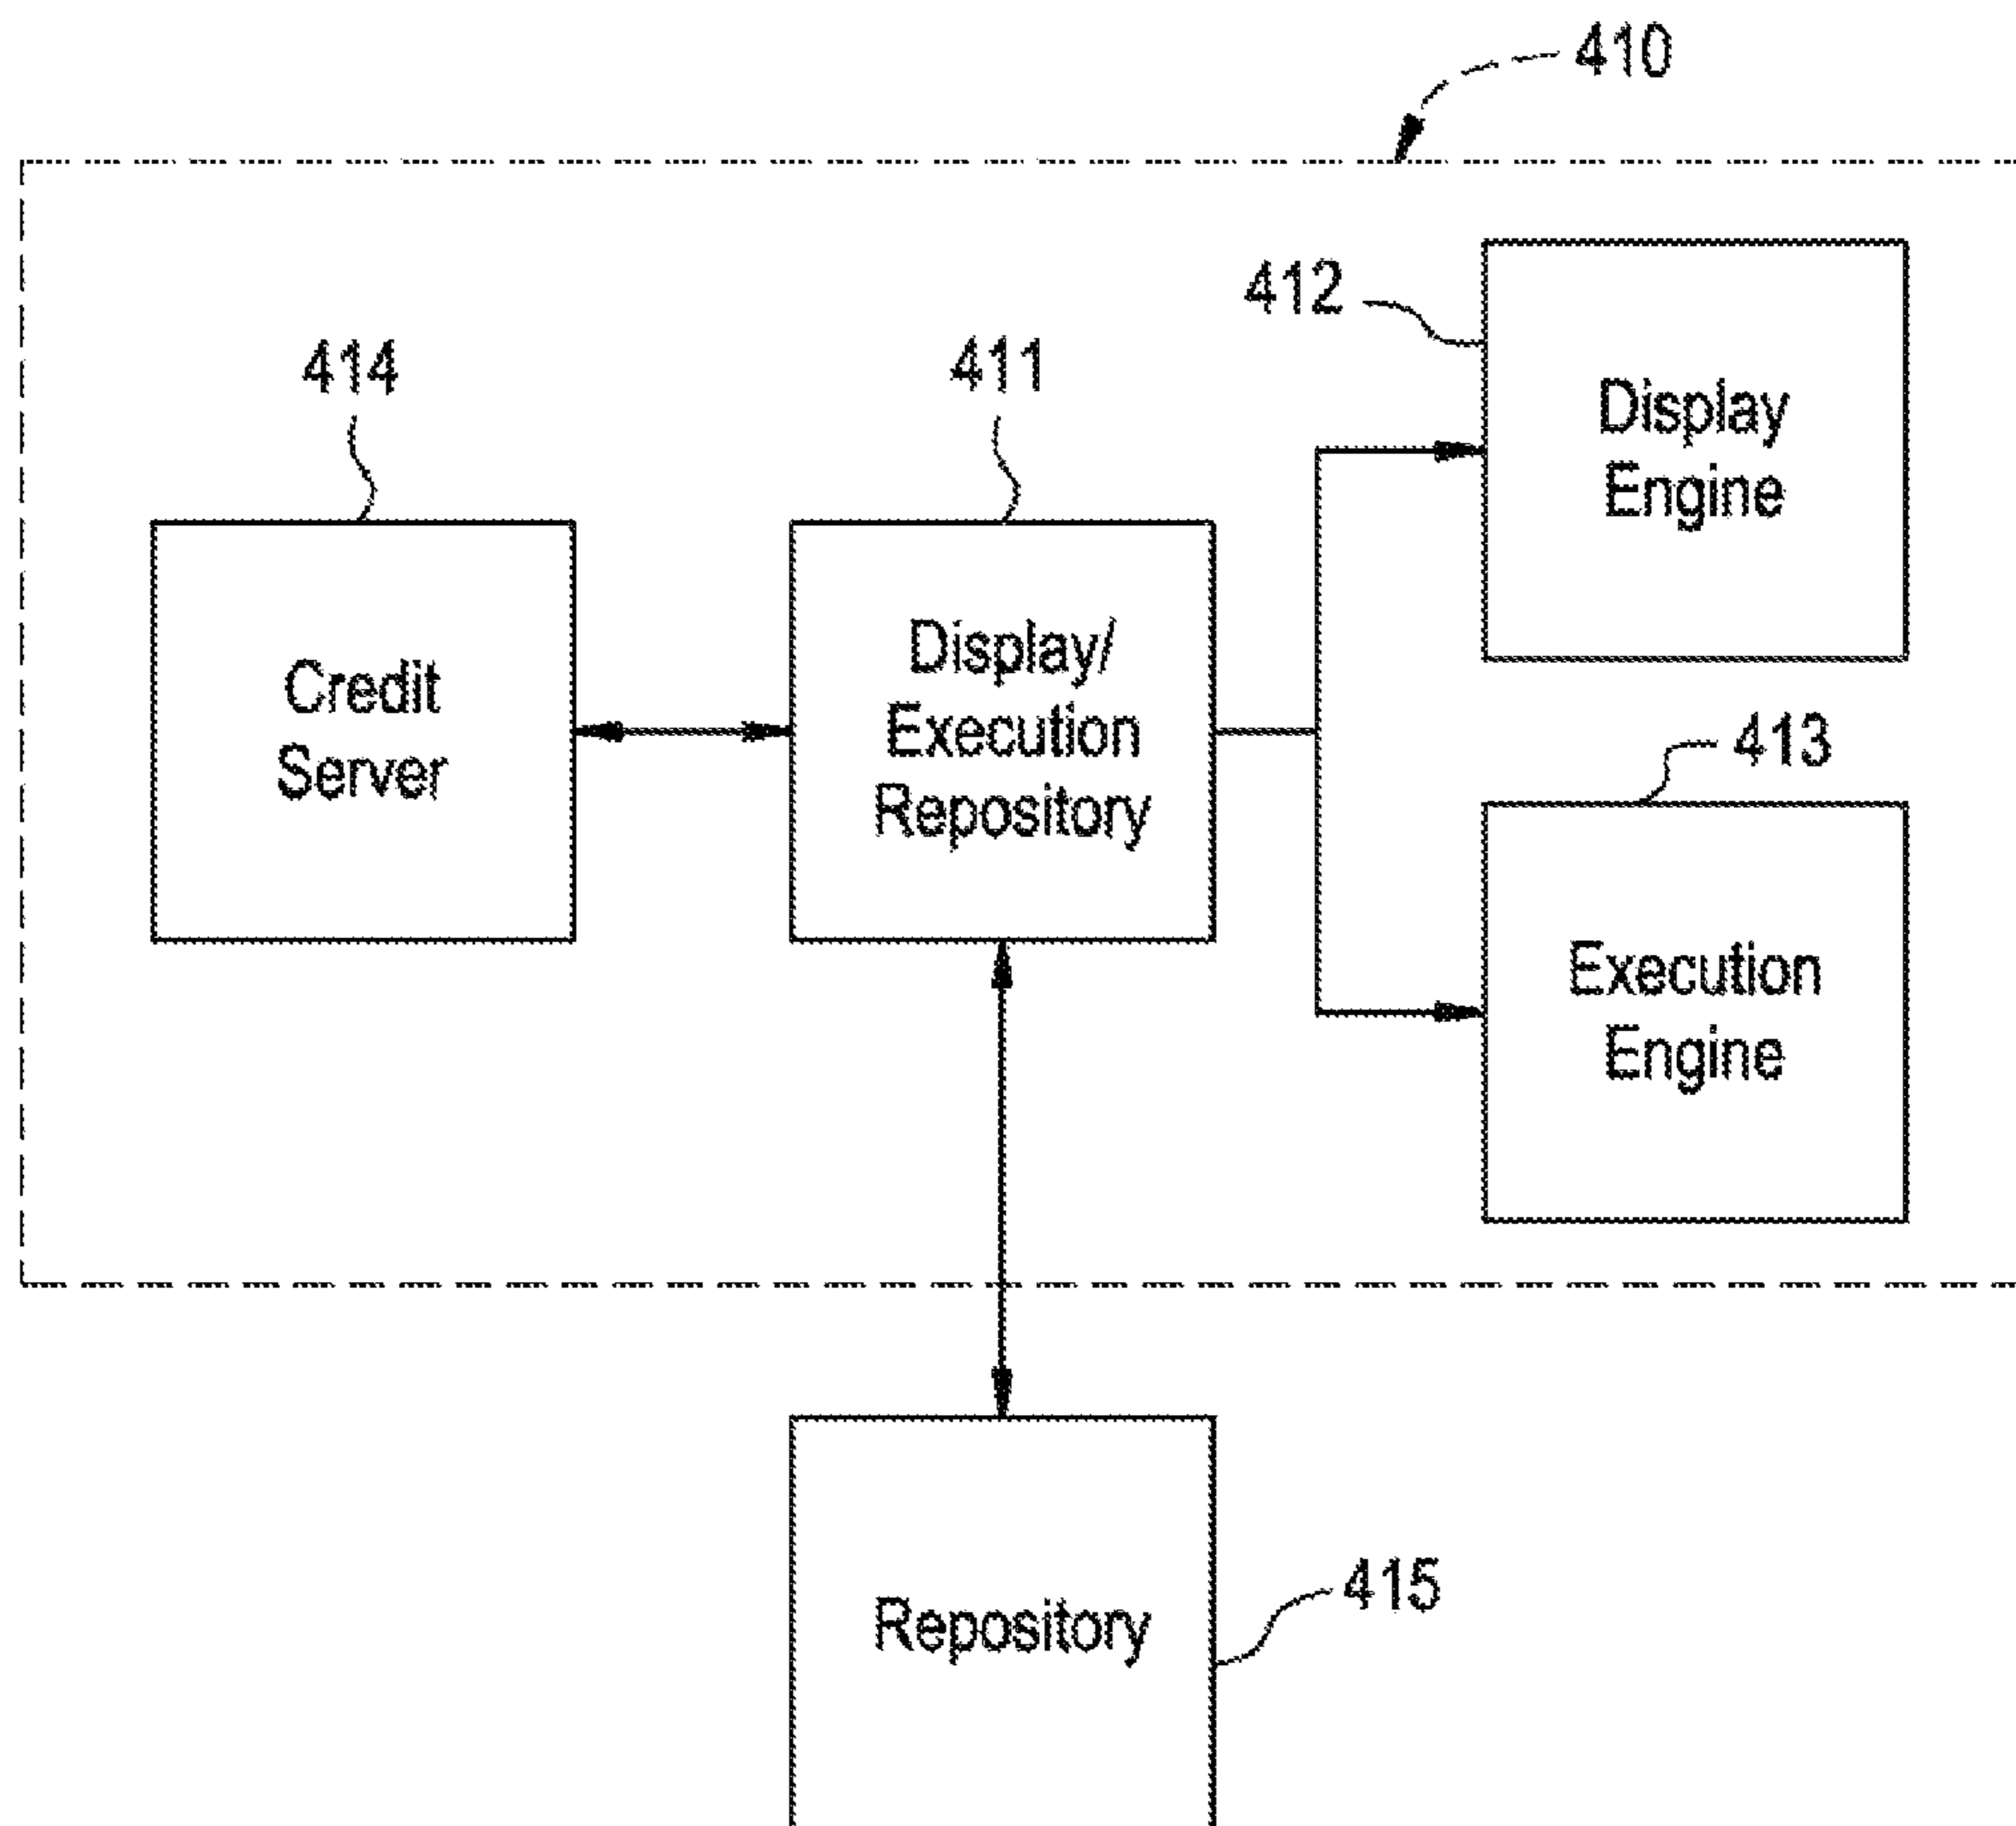 410
412
Display
Engine
414
411
Credit
Server
Display/
Execution
Repository
413
Execution
Engine
Repository
415